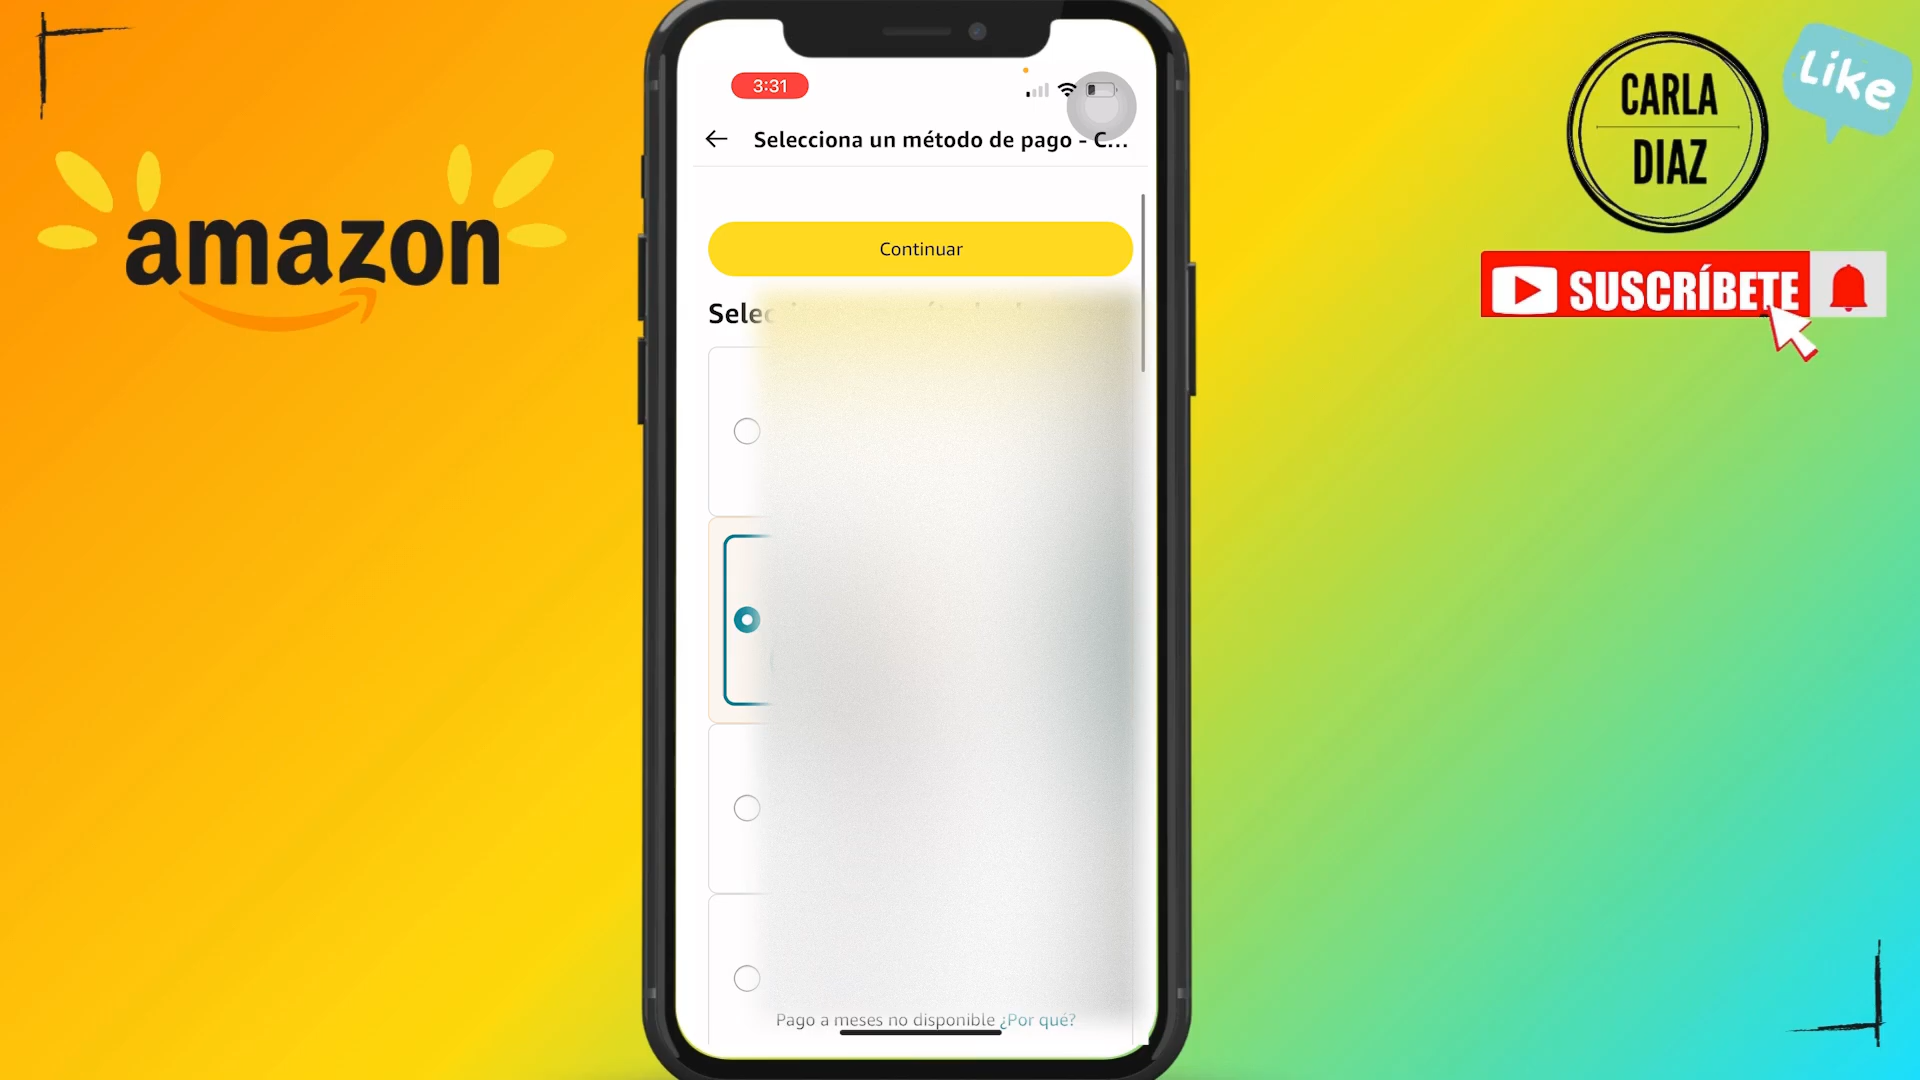 3:31
Selecciona un método de pago - C...
Continuar
Selec
Pago a meses no disponible ¿Por qué?
amazon
CARLA
DIAZ
Like
SUSCRÍBETE